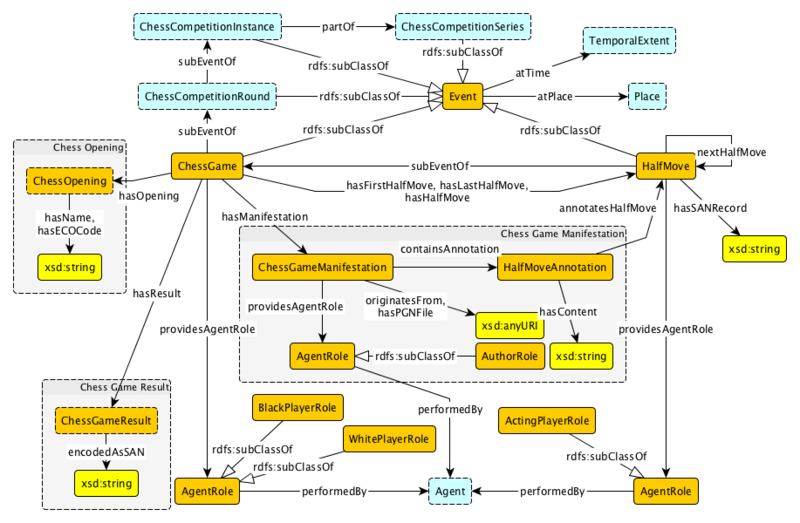 ChessCompetitionInstance
partOf
ChessCompetitionSeries
TemporalExtent
rdfs:subClassOf
subEventOf
rdfs:subClassOf
atTime
ChessCompetitionRound
rdfs:subClassOf
Event
atPlace
Place
subEventOf
rdfs:subClassOf
rdfs:subClassOf
Chess Opening
nextHalfMove
ChessGame
subEventOf
HalfMove
ChessOpening
hasOpening
hasFirstHalfMove, hasLastHalfMove,
hasHalfMove
hasName,
hasECOCode
hasManifestation
annotatesHalfMove
hasSANRecord
Chess Game Manifestation
containsAnnotation
xsd:string
xsd:string
ChessGameManifestation
HalfMoveAnnotation
hasResult
originatesFrom,
hasPGNFile
hasContent
providesAgentRole
providesAgentRole
xsd:anyURI
providesAgentRole
AgentRole
rdfs:subClassOf
AuthorRole
xsd:string
Chess Game Result
performedBy
ChessGameResult
BlackPlayerRole
ActingPlayerRole
WhitePlayerRole
encodedAsSAN
rdfs:subClassOf
rdfs:subClassOf
rdfs:subClassOf
xsd:string
AgentRole
performedBy
Agent
performedBy
AgentRole